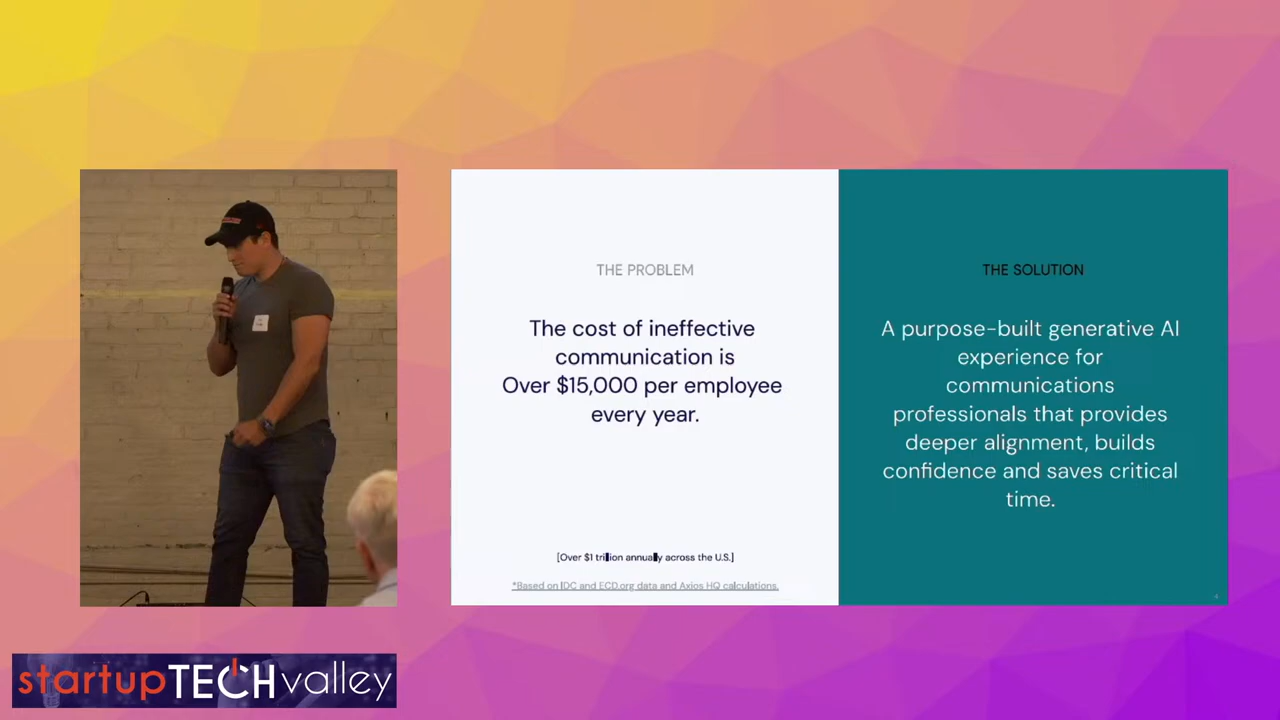 THE PROBLEM
The cost of ineffective
communication is
Over $15,000 per employee
every year.
[Over $1 trillion annually across the U.S.]
*Based on IDC and ECD.org data and Axios HQ calculations.
THE SOLUTION
A purpose-built generative AI
experience for
communications
professionals that provides
deeper alignment, builds
confidence and saves critical
time.
4
startupTECHvalley